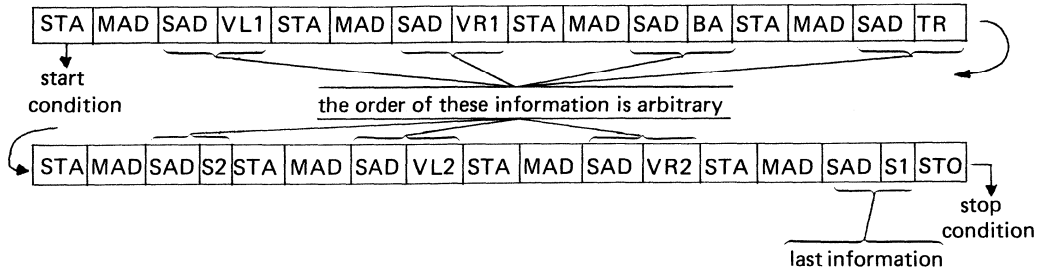 STA MAD SAD VL1 STA MAD SAD VR1 STA MAD SAD BA STA MAD SAD TR
start
condition
the order of these information is arbitrary
STA MAD SAD S2 STA MAD SAD VL2 STA MAD SAD VR2 STA MAD SAD S1 STO
stop
condition
last information